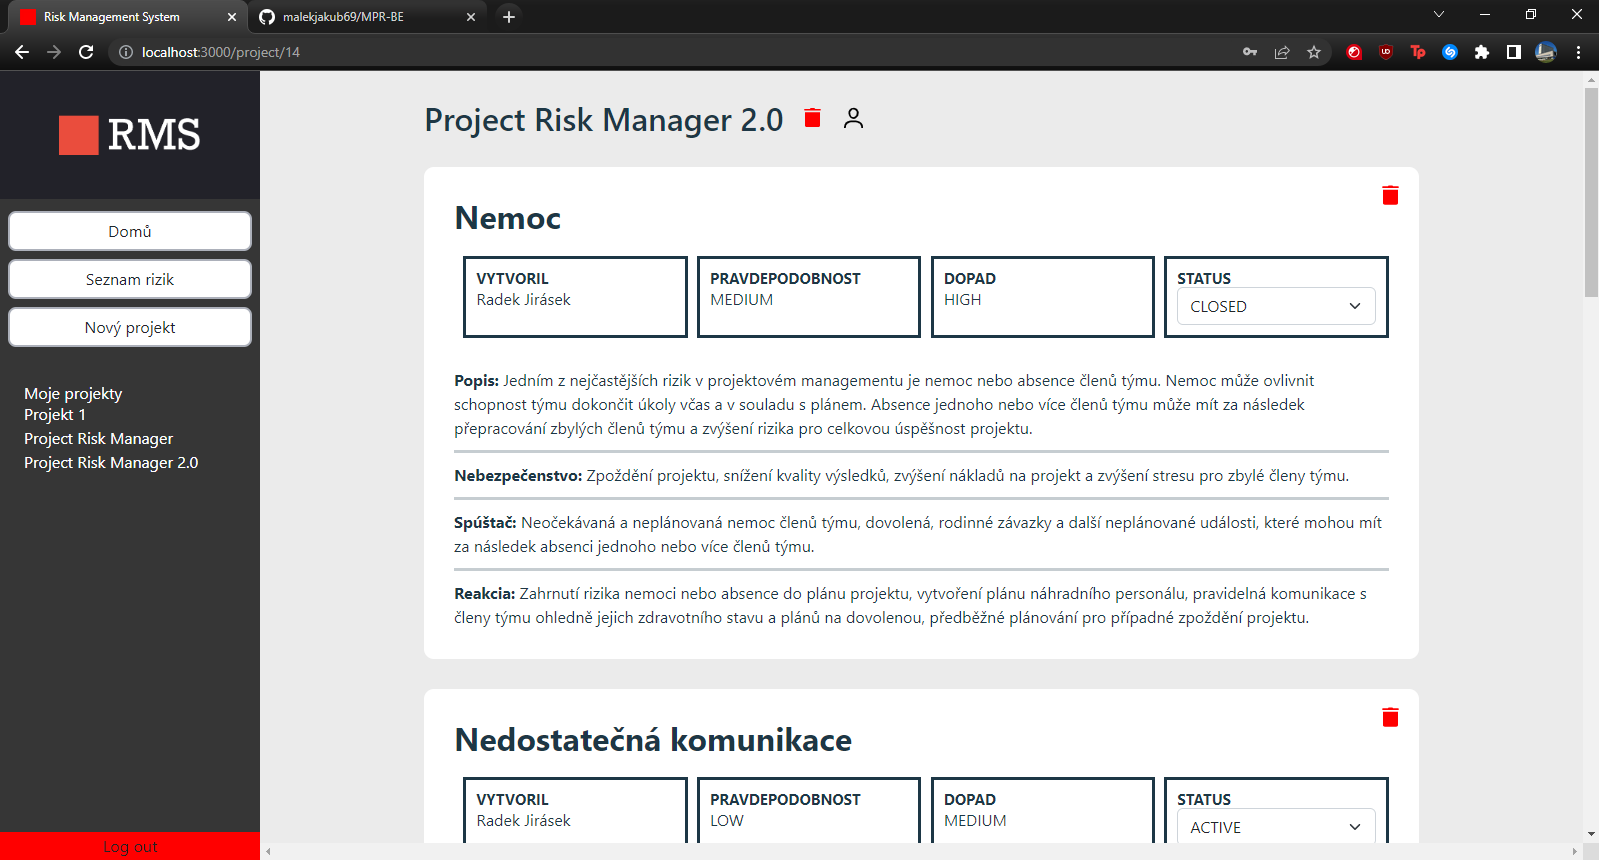 Risk Management System
malekjakub69/MPR-BE
localhost:3000/project/14
RMS
Domů
Seznam rizik
Nový projekt
Moje projekty
Projekt 1
Project Risk Manager
Project Risk Manager 2.0
Log out
Project Risk Manager 2.0
Nemoc
VYTVORIL
Radek Jirásek
PRAVDEPODOBNOST
MEDIUM
DOPAD
HIGH
STATUS
CLOSED
Popis: Jedním z nejčastějších rizik v projektovém managementu je nemoc nebo absence členů týmu. Nemoc může ovlivnit
schopnost týmu dokončit úkoly včas a v souladu s plánem. Absence jednoho nebo více členů týmu může mít za následek
přepracování zbylých členů týmu a zvýšení rizika pro celkovou úspěšnost projektu.
Nebezpečenstvo: Zpoždění projektu, snížení kvality výsledků, zvýšení nákladů na projekt a zvýšení stresu pro zbylé členy týmu.
Spúštač: Neočekávaná a neplánovaná nemoc členů týmu, dovolená, rodinné závazky a další neplánované události, které mohou mít
za následek absenci jednoho nebo více členů týmu.
Reakcia: Zahrnutí rizika nemoci nebo absence do plánu projektu, vytvoření plánu náhradního personálu, pravidelná komunikace s
členy týmu ohledně jejich zdravotního stavu a plánů na dovolenou, předběžné plánování pro případné zpoždění projektu.
Nedostatečná komunikace
VYTVORIL
Radek Jirásek
PRAVDEPODOBNOST
LOW
DOPAD
MEDIUM
STATUS
ACTIVE